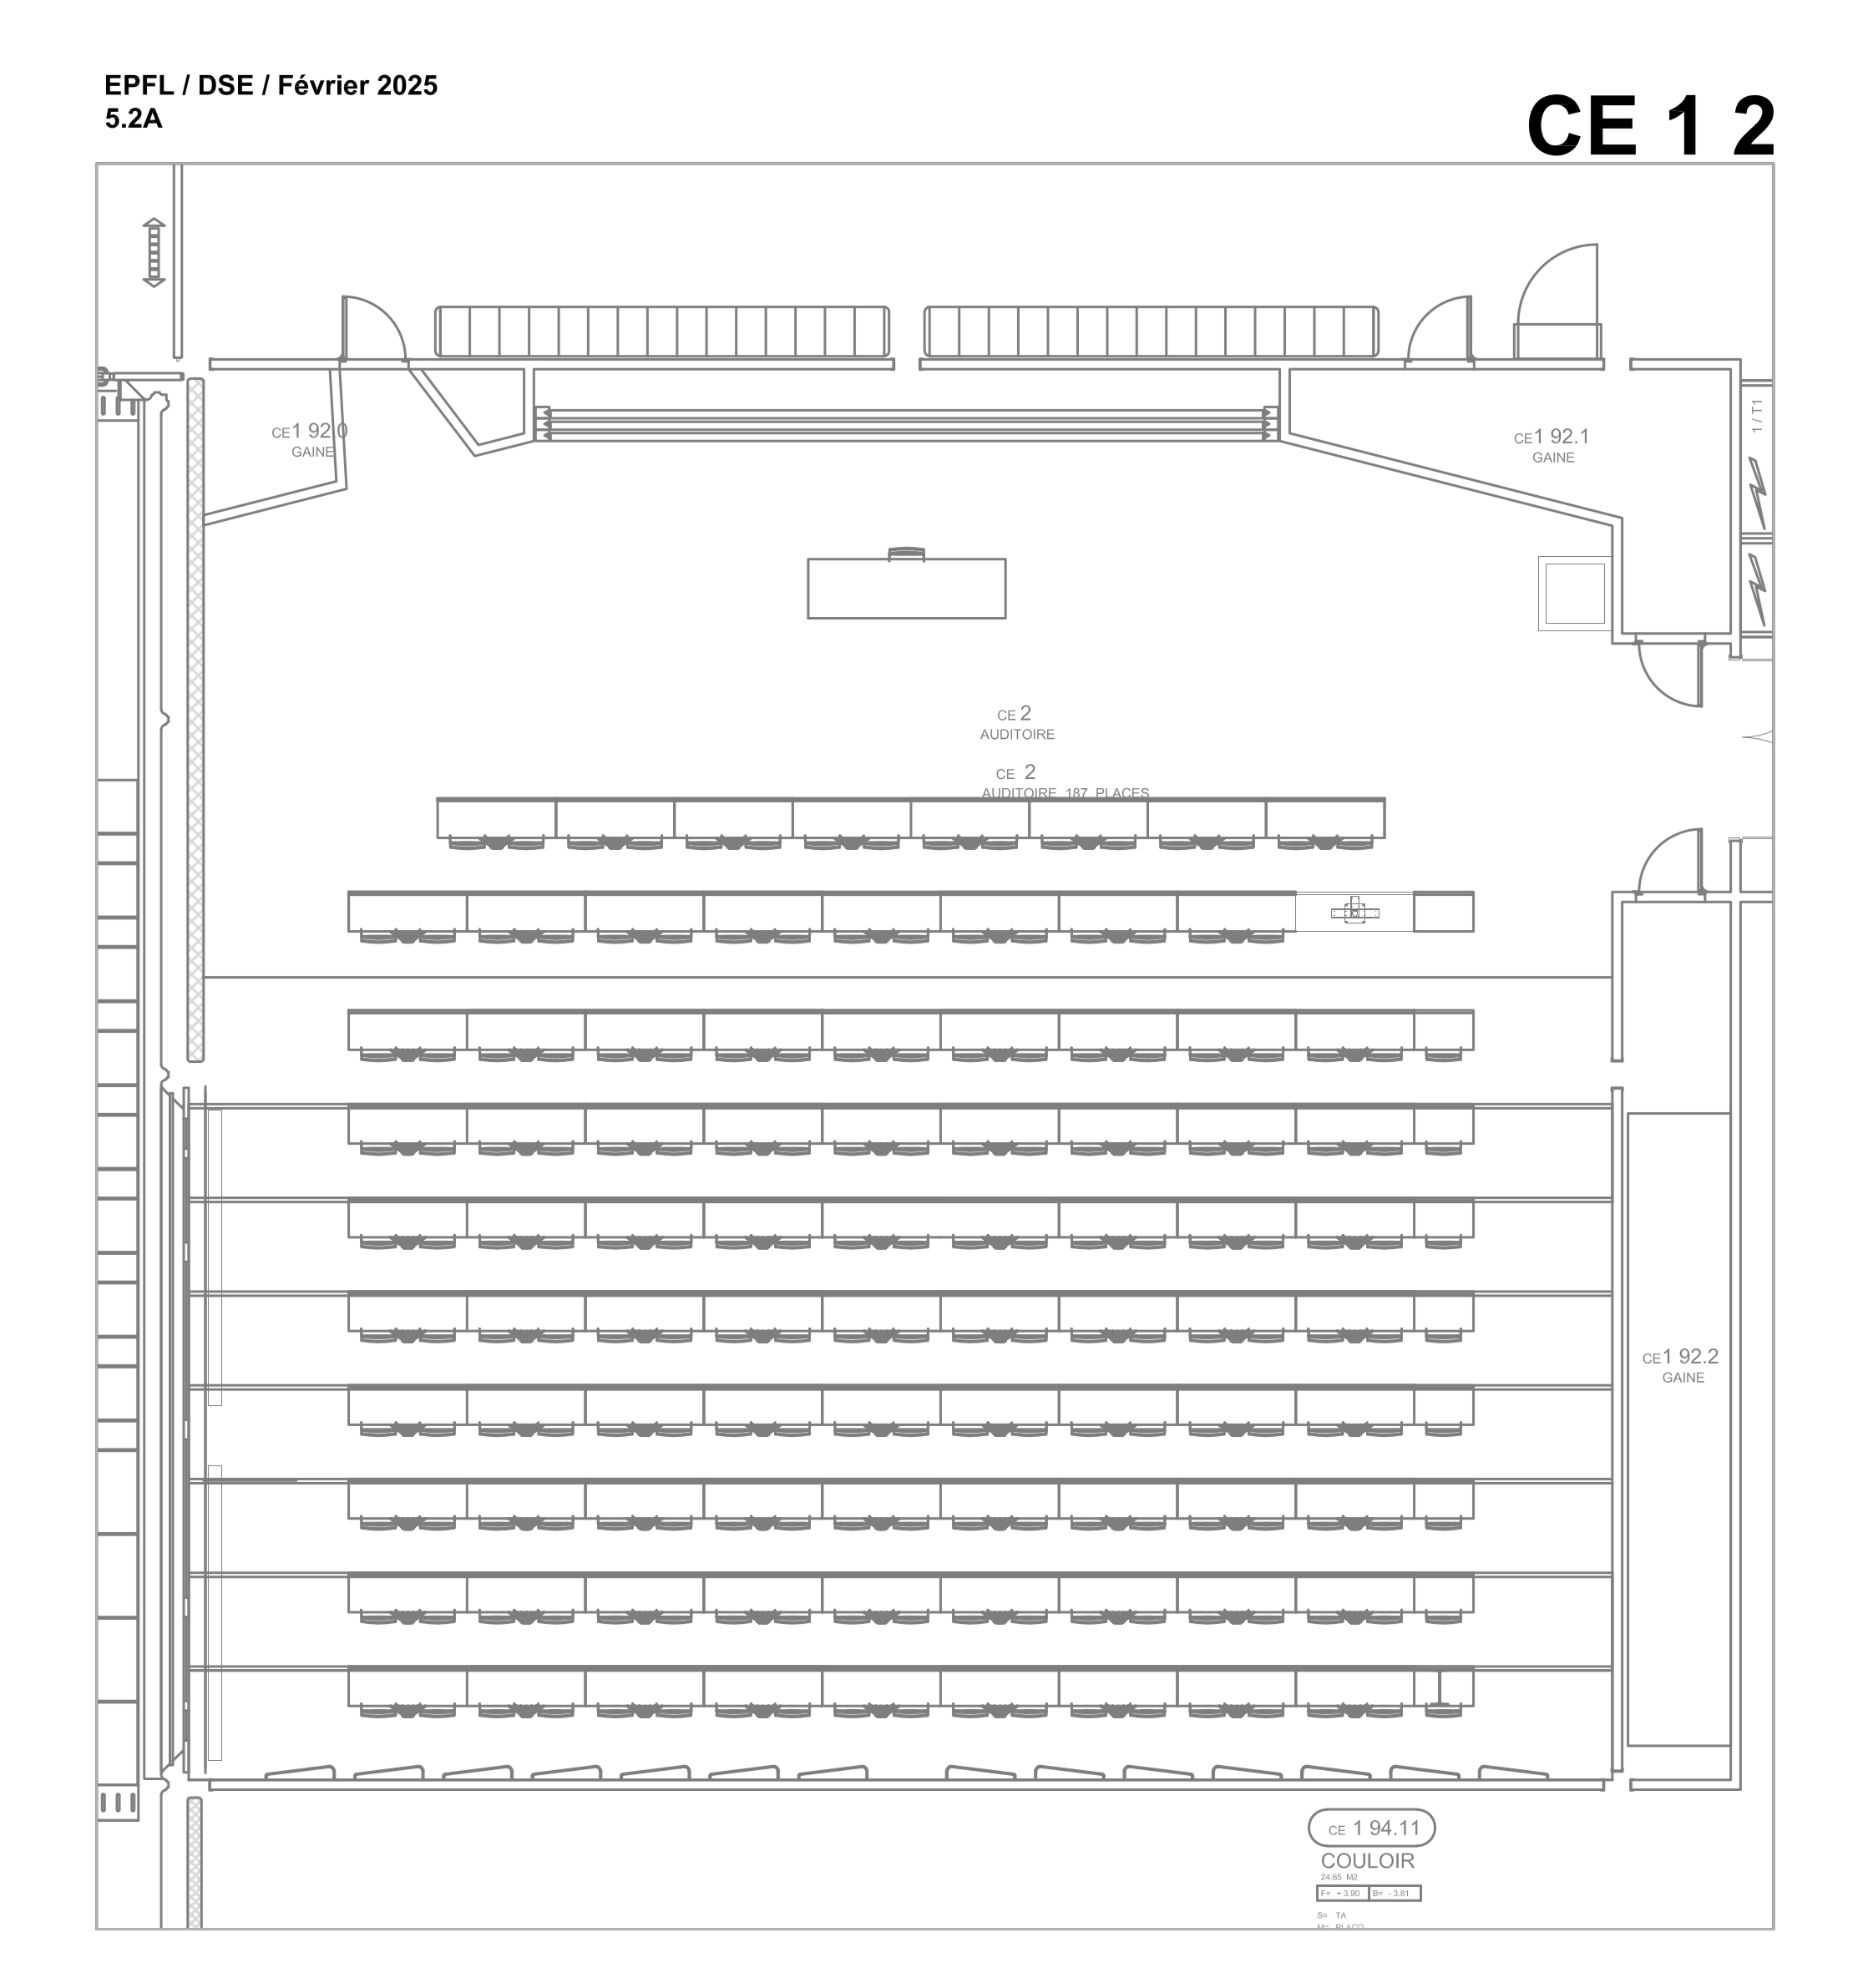 EPFL / DSE / Février 2025
5.2A
CE 1 2
1 / T1
CE1 92.0
GAINE
CE1 92.1
GAINE
CE 2
AUDITOIRE
CE 2
AUDITOIRE 187 PLACES
CE1 92.2
GAINE
CE 1 94.11
COULOIR
24.65 M2
F= + 3.90 B= - 3.81
S= TA
M= PLACO